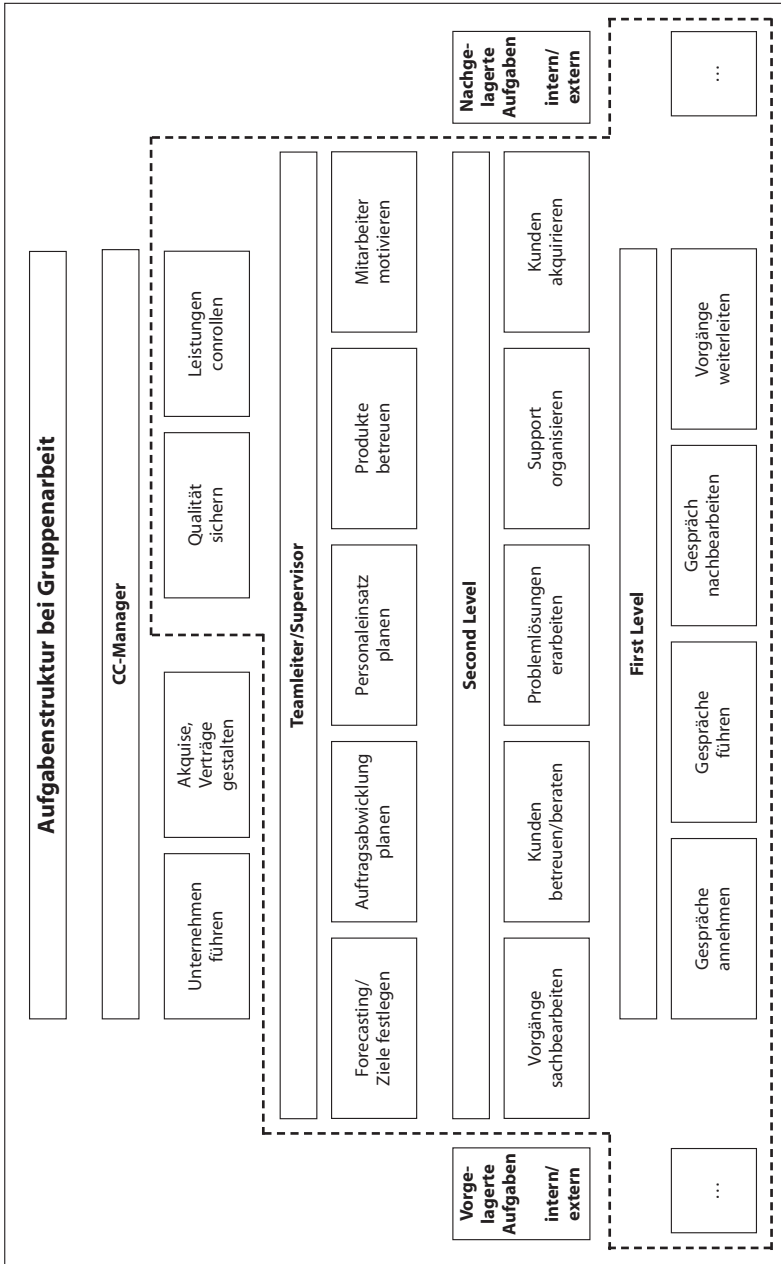 Aufgabenstruktur bei Gruppenarbeit
CC-Manager
Unternehmen
führen
Akquise,
Verträge
gestalten
Qualität
sichern
Leistungen
conrollen
Teamleiter/Supervisor
Forecasting/
Ziele festlegen
Auftragsabwicklung
planen
Personaleinsatz
planen
Produkte
betreuen
Mitarbeiter
motivieren
Vorge-
lagerte
Aufgaben
intern/
extern
Second Level
Nachge-
lagerte
Aufgaben
intern/
extern
Vorgänge
sachbearbeiten
Kunden
betreuen/beraten
Problemlösungen
erarbeiten
Support
organisieren
Kunden
akquirieren
First Level
...
Gespräche
annehmen
Gespräche
führen
Gespräch
nachbearbeiten
Vorgänge
weiterleiten
...